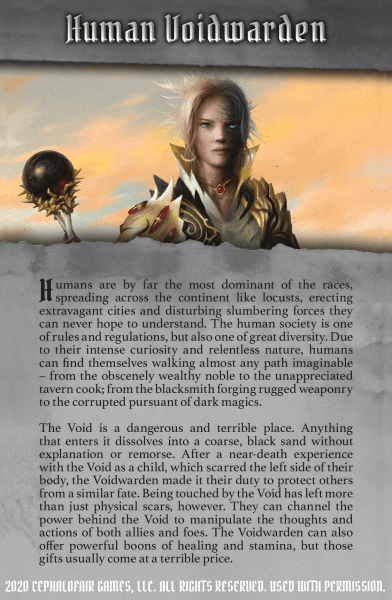 Human Voidwarden
Humans are by far the most dominant of the races,
spreading across the continent like locusts, erecting
extravagant cities and disturbing slumbering forces they
can never hope to understand. The human society is one
of rules and regulations, but also one of great diversity. Due
to their intense curiosity and relentless nature, humans
can find themselves walking almost any path imaginable
– from the obscenely wealthy noble to the unappreciated
tavern cook; from the blacksmith forging rugged weaponry
to the corrupted pursuant of dark magics.
The Void is a dangerous and terrible place. Anything
that enters it dissolves into a coarse, black sand without
explanation or remorse. After a near-death experience
with the Void as a child, which scarred the left side of their
body, the Voidwarden made it their duty to protect others
from a similar fate. Being touched by the Void has left more
than just physical scars, however. They can channel the
power behind the Void to manipulate the thoughts and
actions of both allies and foes. The Voidwarden can also
offer powerful boons of healing and stamina, but those
gifts usually come at a terrible price.
2020 CEPHALOFAIR GAMES, LLC. ALL RIGHTS RESERVED. USED WITH PERMISSION.